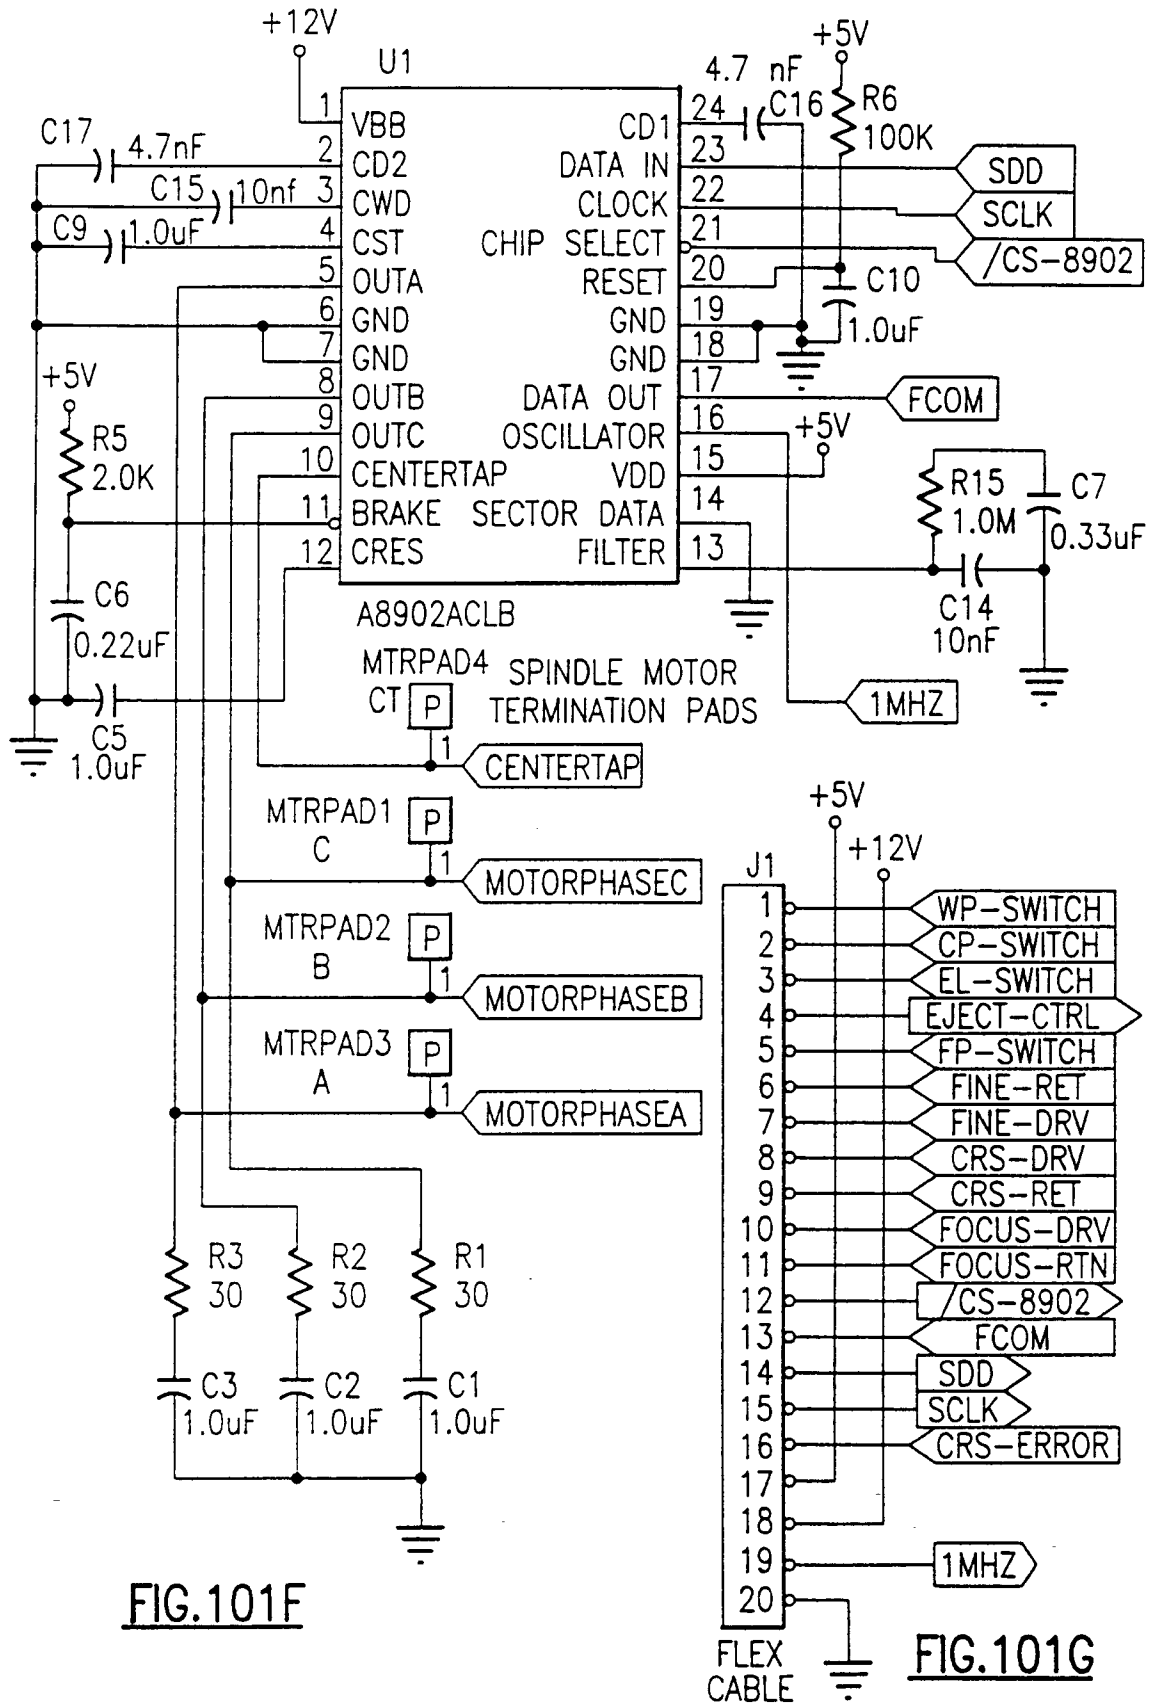 +12V
U1
+5V
4.7 nF
C16
R6
100K
C17
4.7nF
C15
10nf
C9
1.0uF
1 VBB
2 CD2
3 CWD
4 CST
5 OUTA
6 GND
7 GND
8 OUTB
9 OUTC
10 CENTERTAP
11 BRAKE
12 CRES
CD1 24
DATA IN 23
CLOCK 22
CHIP SELECT 21
RESET 20
GND 19
GND 18
DATA OUT 17
OSCILLATOR 16
VDD 15
SECTOR DATA 14
FILTER 13
SDD
SCLK
/CS-8902
C10
1.0uF
FCOM
+5V
+5V
R5
2.0K
R15
1.0M
C7
0.33uF
C14
10nF
C6
0.22uF
C5
1.0uF
A8902ACLB
1MHZ
MTRPAD4
CT
P
1
SPINDLE MOTOR
TERMINATION PADS
CENTERTAP
MTRPAD1
C
P
1
MOTORPHASEC
MTRPAD2
B
P
1
MOTORPHASEB
MTRPAD3
A
P
1
MOTORPHASEA
R3
30
R2
30
R1
30
C3
1.0uF
C2
1.0uF
C1
1.0uF
FIG.101F
+5V
+12V
J1
1 WP-SWITCH
2 CP-SWITCH
3 EL-SWITCH
4 EJECT-CTRL
5 FP-SWITCH
6 FINE-RET
7 FINE-DRV
8 CRS-DRV
9 CRS-RET
10 FOCUS-DRV
11 FOCUS-RTN
12 /CS-8902
13 FCOM
14 SDD
15 SCLK
16 CRS-ERROR
17
18
19 1MHZ
20
FLEX
CABLE
FIG.101G